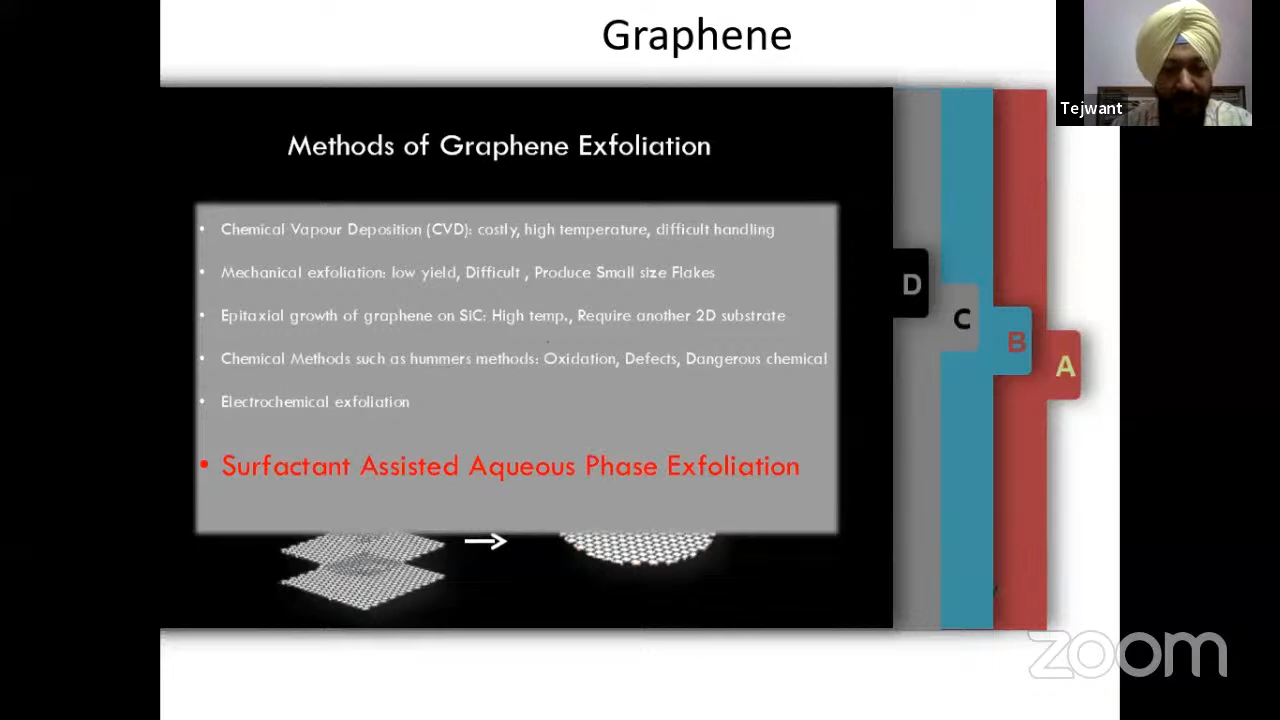 Graphene
Tejwant
Methods of Graphene Exfoliation
• Chemical Vapour Deposition (CVD): costly, high temperature, difficult handling
• Mechanical exfoliation: low yield, Difficult , Produce Small size Flakes
• Epitaxial growth of graphene on SiC: High temp., Require another 2D substrate
• Chemical Methods such as hummers methods: Oxidation, Defects, Dangerous chemical
• Electrochemical exfoliation
• Surfactant Assisted Aqueous Phase Exfoliation
D
C
B
A
zoom